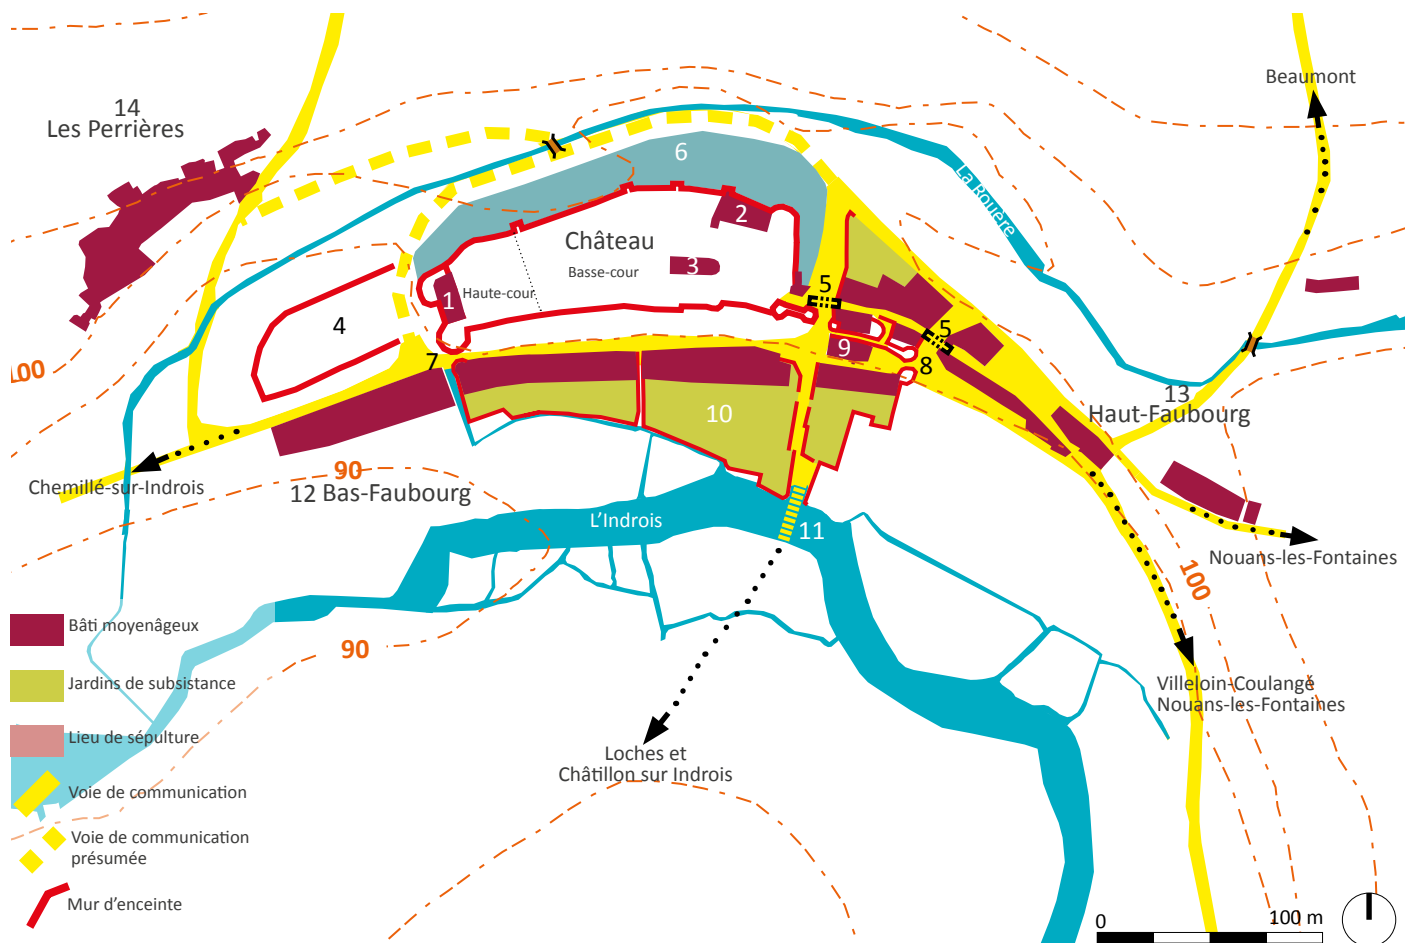 Beaumont
14
Les Perrières
6
La Rouère
2
Château
3
Basse-cour
Haute-cour
1
5
4
5
9
7
8
100
13
Haut-Faubourg
10
90
12 Bas-Faubourg
Chemillé-sur-Indrois
L'Indrois
11
Nouans-les-Fontaines
100
Bâti moyenâgeux
90
Jardins de subsistance
Villeloin-Coulangé
Nouans-les-Fontaines
Lieu de sépulture
Loches et
Châtillon sur Indrois
Voie de communication
Voie de communication
présumée
Mur d'enceinte
0
100 m